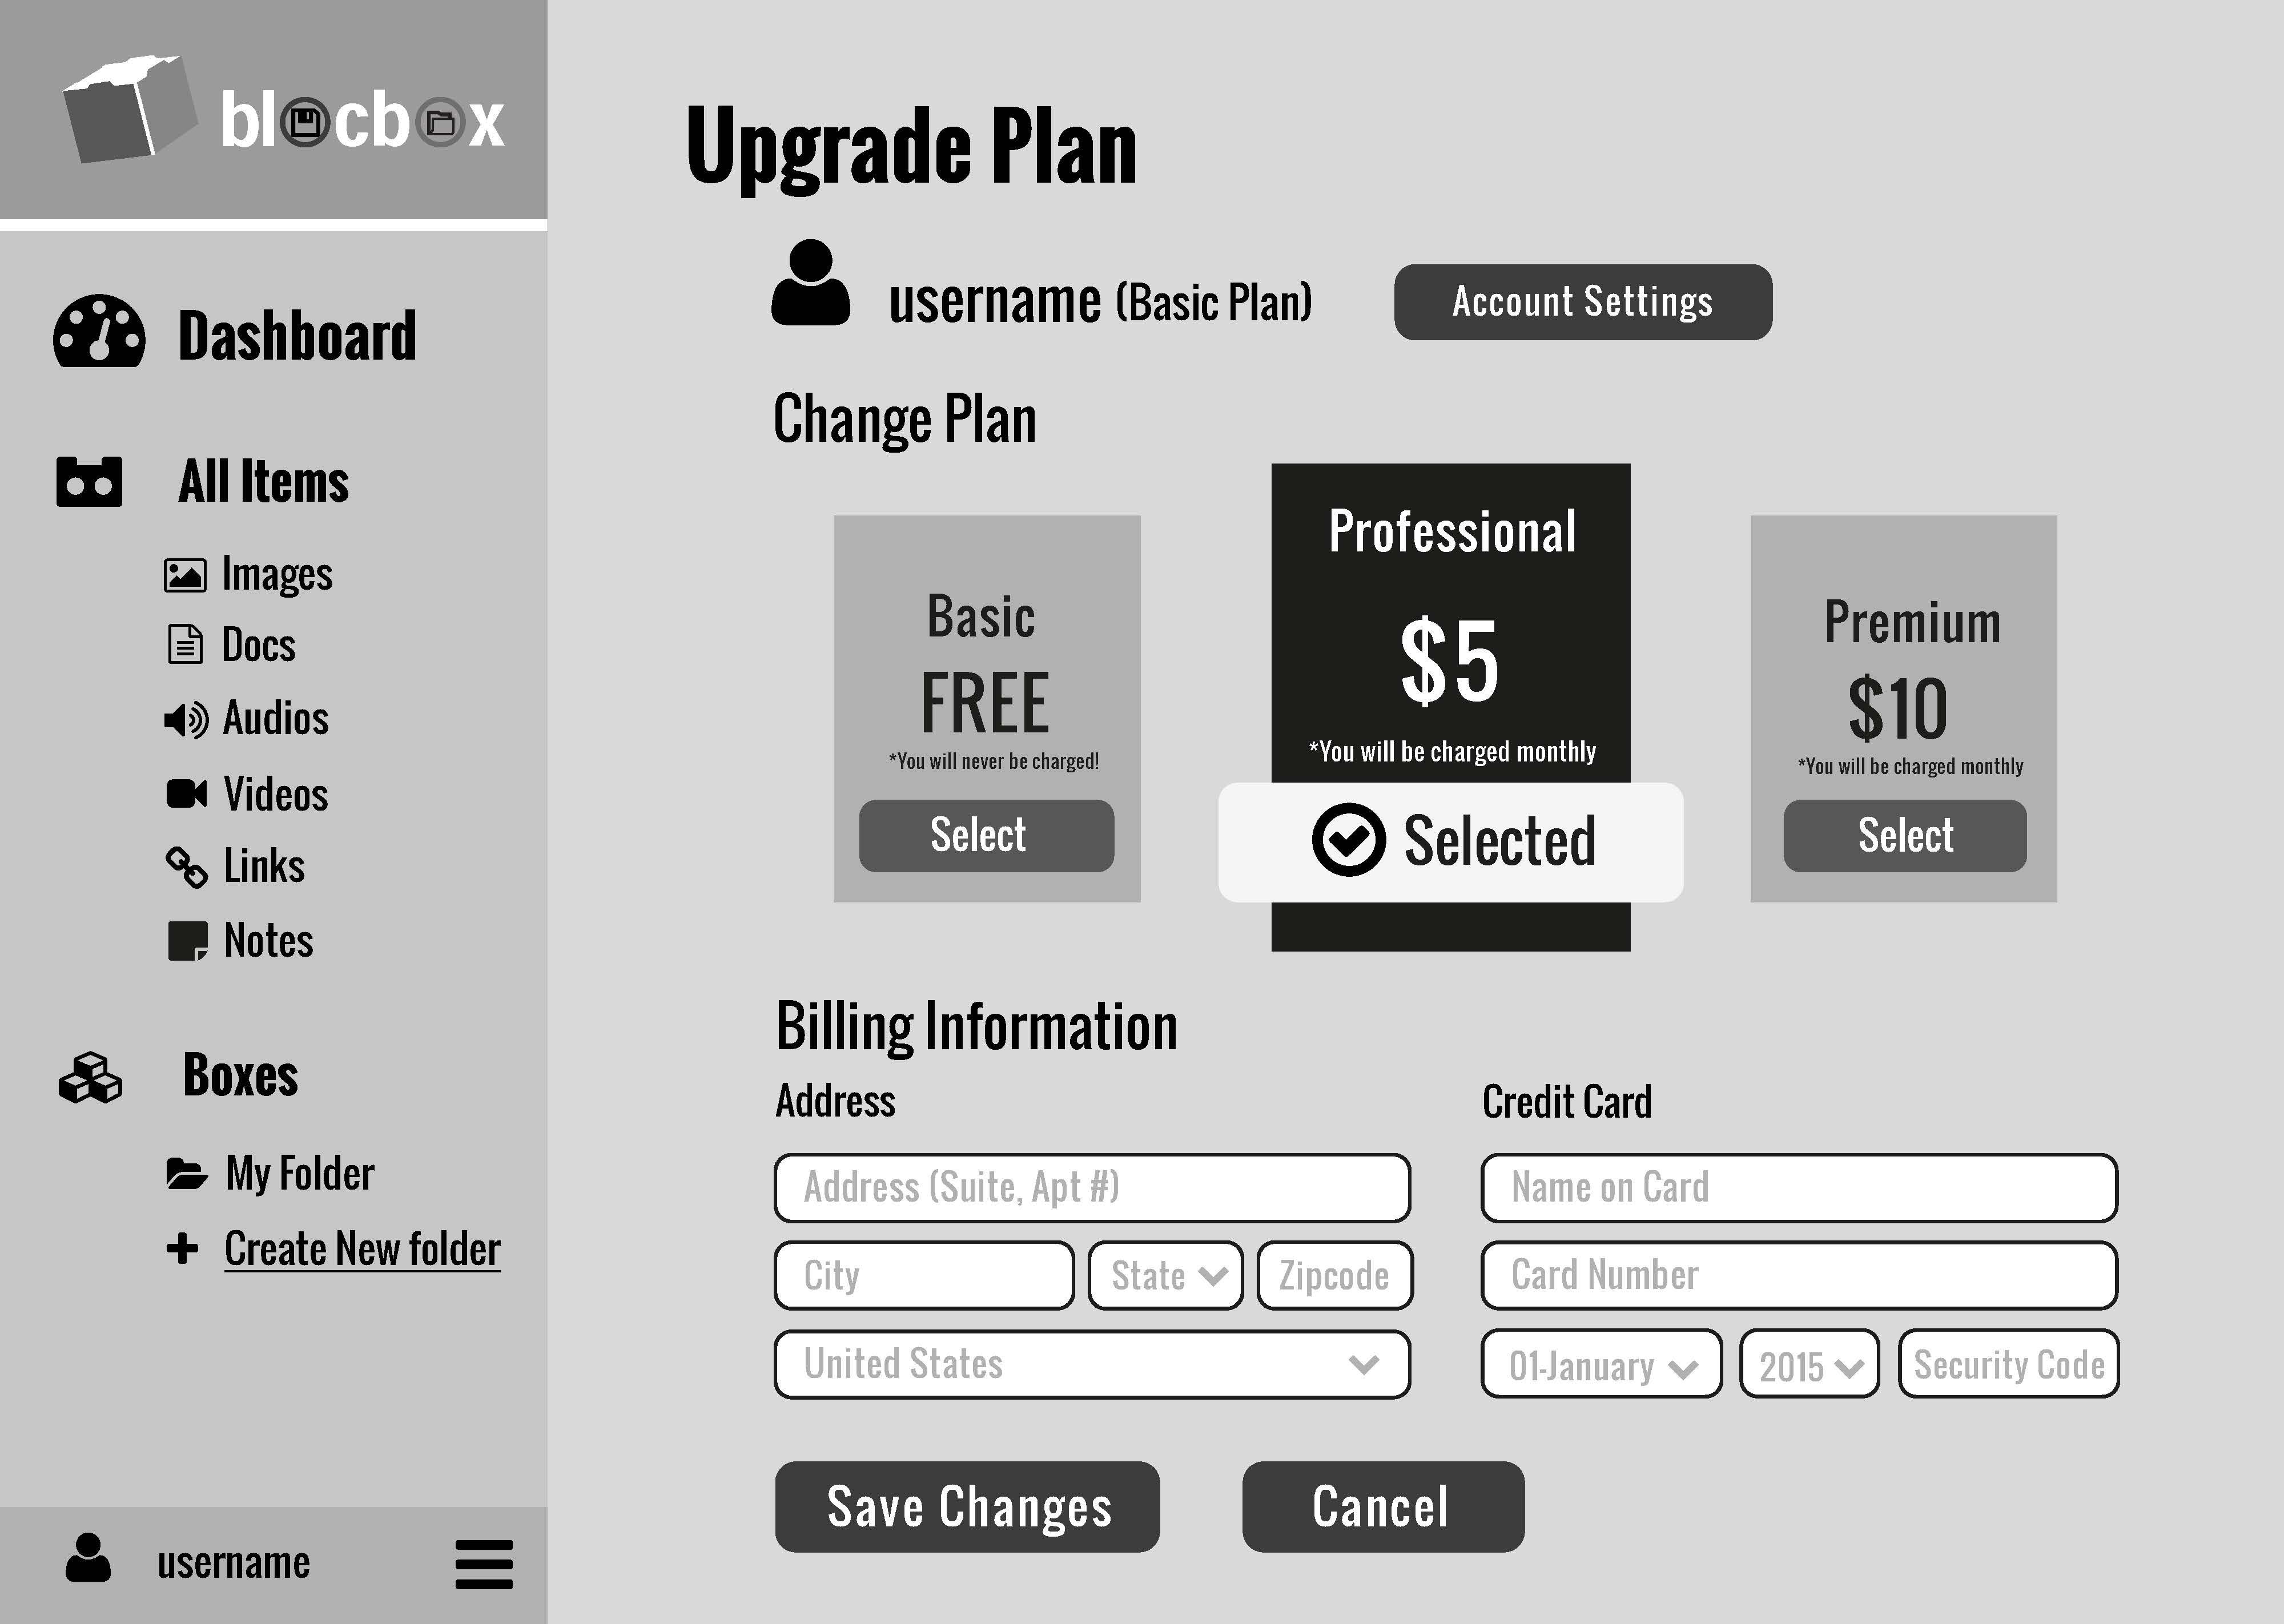 blocbox
Dashboard
All Items
Images
Docs
Audios
Videos
Links
Notes
Boxes
My Folder
Create New folder
username
Upgrade Plan
username (Basic Plan)
Account Settings
Change Plan
Basic
FREE
*You will never be charged!
Select
Professional
$5
*You will be charged monthly
Selected
Premium
$10
*You will be charged monthly
Select
Billing Information
Address
Address (Suite, Apt #)
City
State
Zipcode
United States
Credit Card
Name on Card
Card Number
01-January
2015
Security Code
Save Changes
Cancel